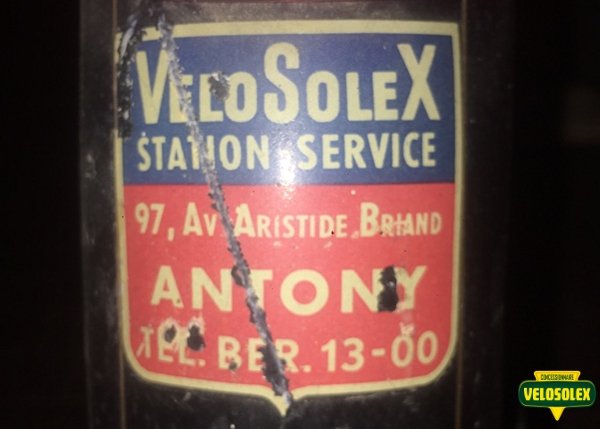 VELOSOLEX
STATION SERVICE
97, AV ARISTIDE BRIAND
ANTONY
TEL. BER. 13-00
CONCESSIONNAIRE
VELOSOLEX